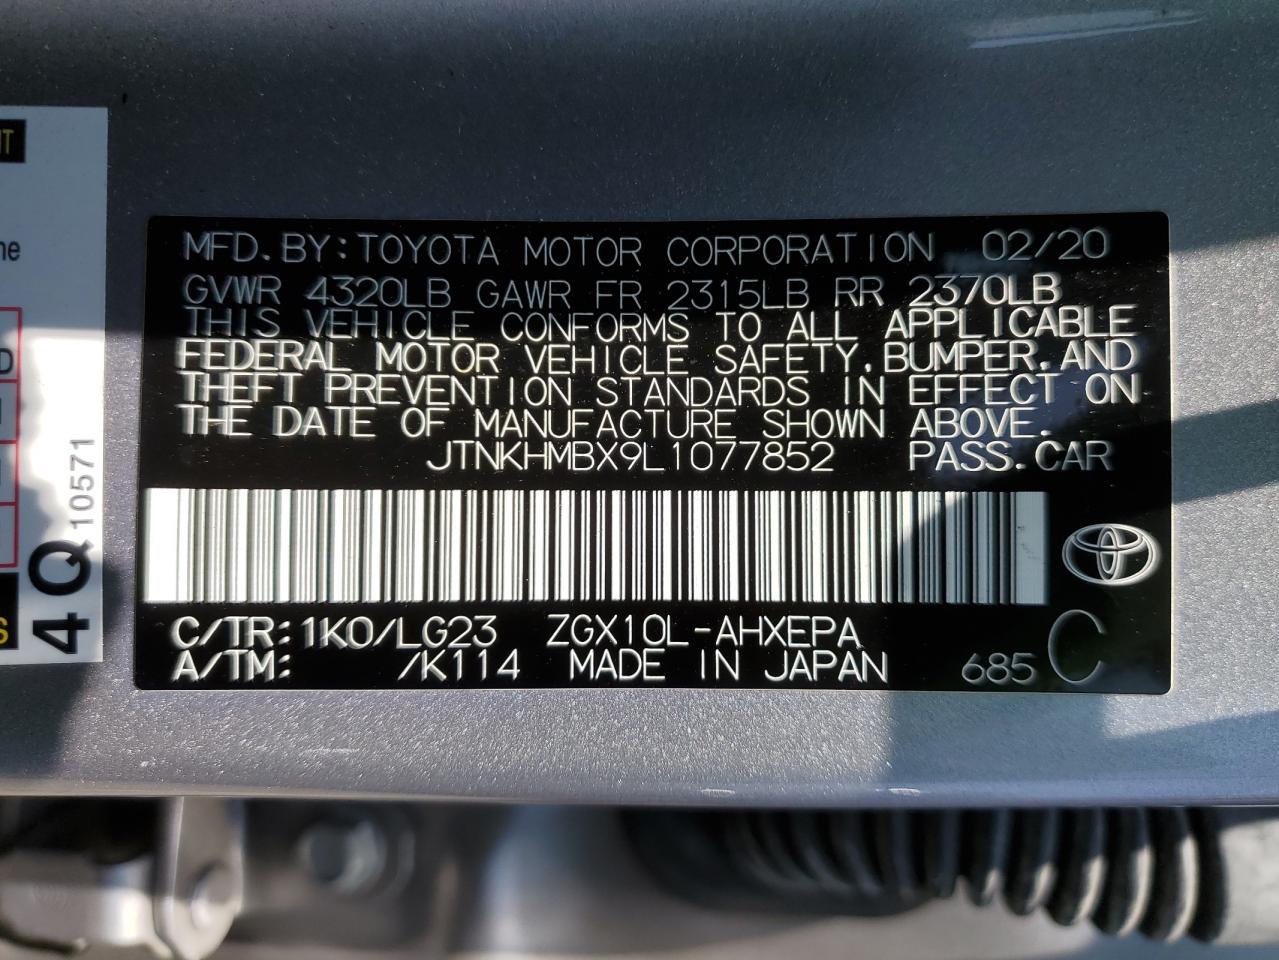 MFD.BY:TOYOTA MOTOR CORPORATION 02/20
GVWR 4320LB GAWR FR 2315LB RR 2370LB
THIS VEHICLE CONFORMS TO ALL APPLICABLE
FEDERAL MOTOR VEHICLE SAFETY,BUMPER,AND
THEFT PREVENTION STANDARDS IN EFFECT ON
THE DATE OF MANUFACTURE SHOWN ABOVE.
JTNKHMBX9L1077852 PASS.CAR
C/TR:1K0/LG23 ZGX10L-AHXEPA
A/TM: /K114 MADE IN JAPAN 685 C
4Q 10571